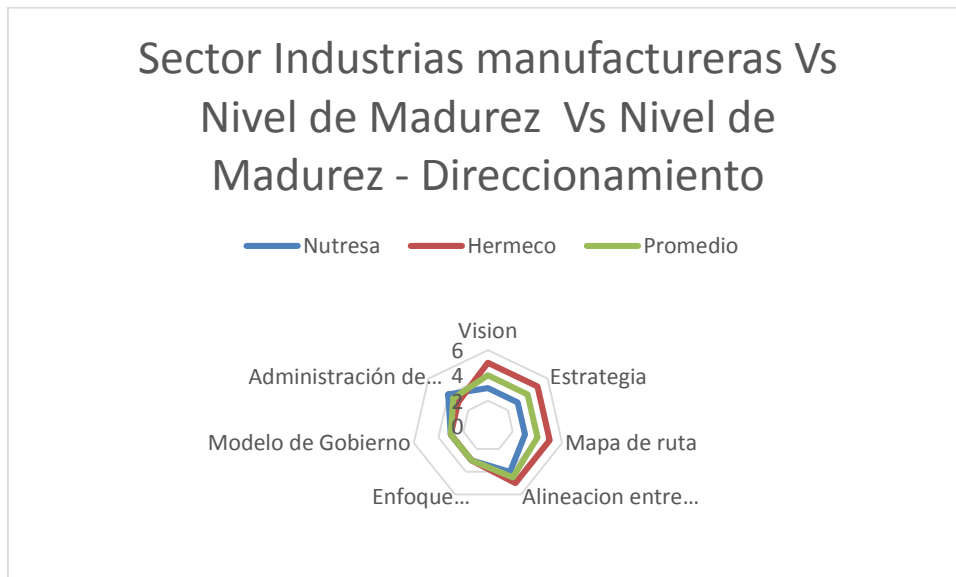 Sector Industrias manufactureras Vs
Nivel de Madurez  Vs Nivel de
Madurez - Direccionamiento
Nutresa
Hermeco
Promedio
Vision
6
4
2
0
Estrategia
Administración de...
Mapa de ruta
Modelo de Gobierno
Alineacion entre...
Enfoque...